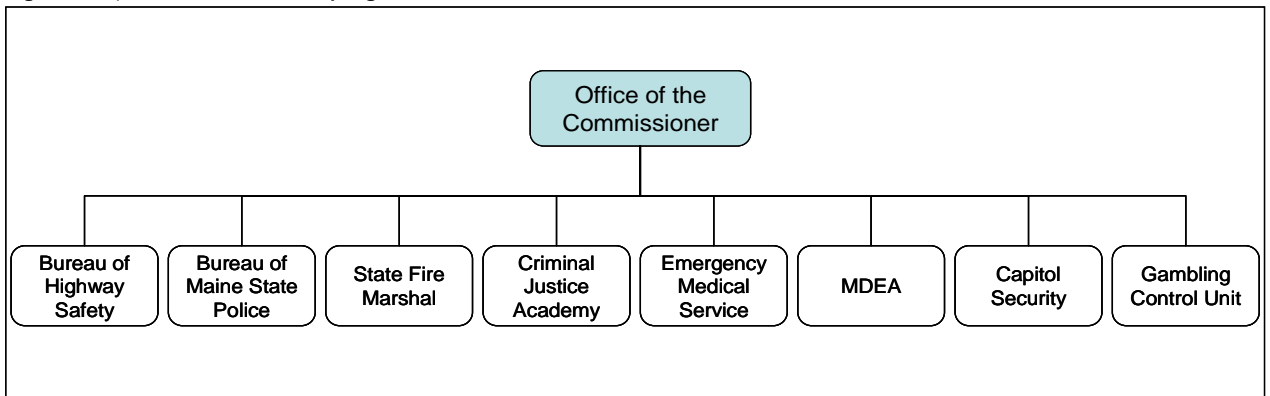 Office of the
Commissioner
Bureau of
Highway
Safety
Bureau of
Maine State
Police
State Fire
Marshal
Criminal
Justice
Academy
Emergency
Medical
Service
MDEA
Capitol
Security
Gambling
Control Unit